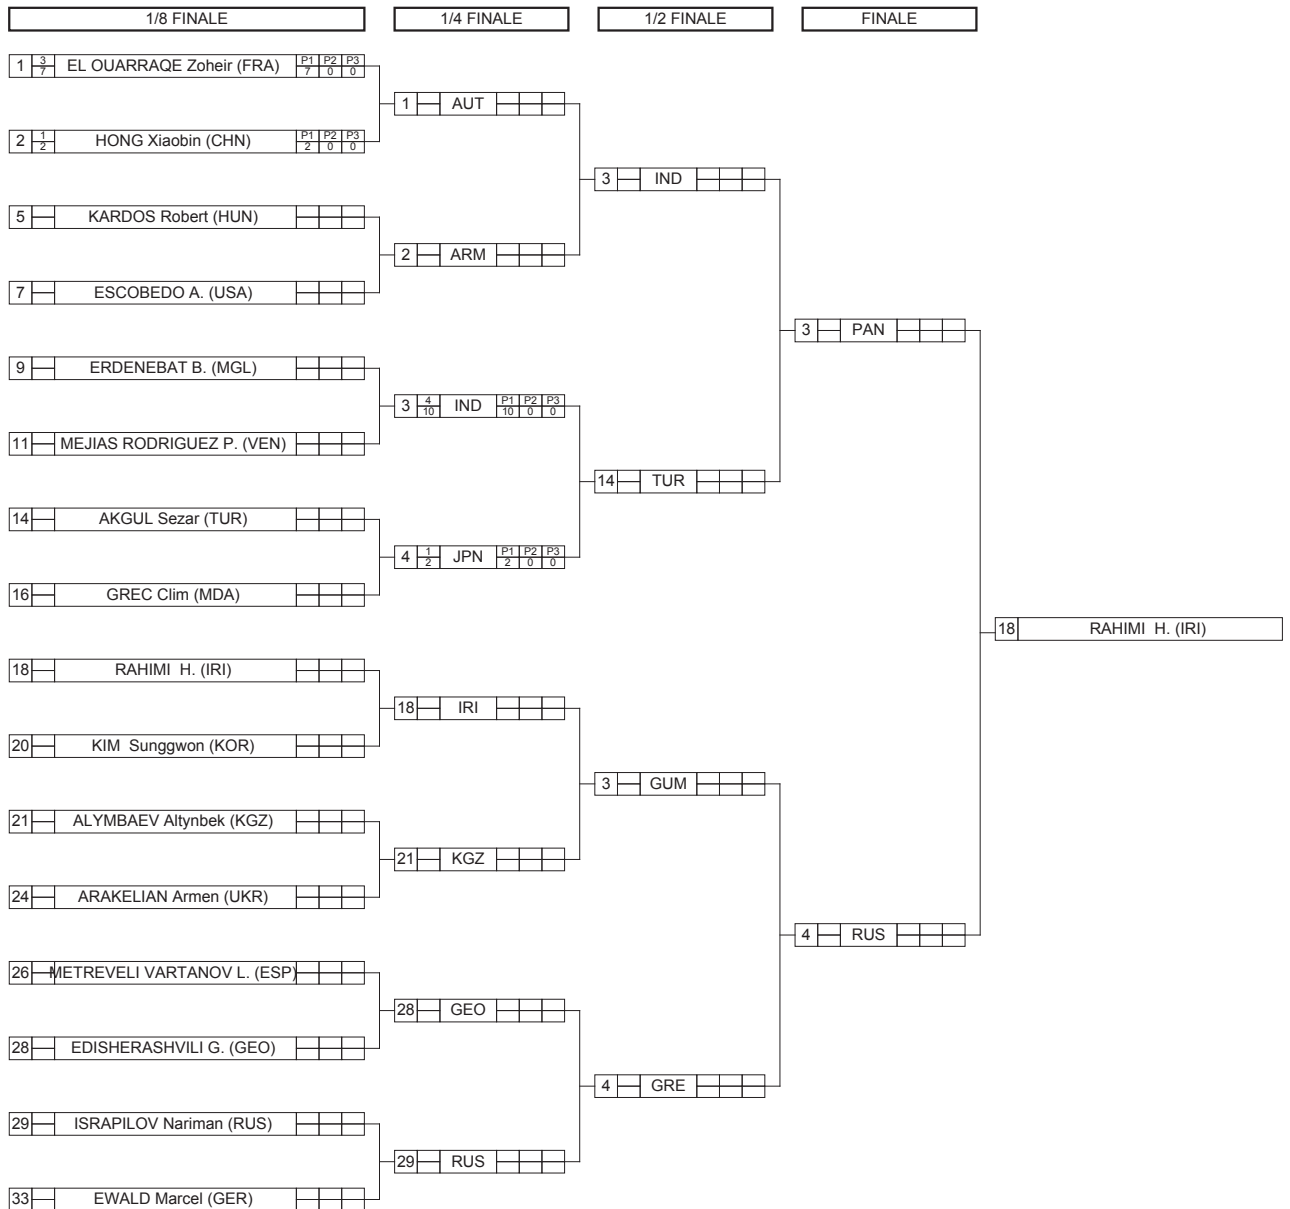 1/8 FINALE 1/4 FINALE 1/2 FINALE FINALE
1 3 7 EL OUARRAQE Zoheir (FRA) P1 P2 P3 7 0 0
1 AUT
2 1 2 HONG Xiaobin (CHN) P1 P2 P3 2 0 0
3 IND
5 KARDOS Robert (HUN)
2 ARM
7 ESCOBEDO A. (USA)
3 PAN
9 ERDENEBAT B. (MGL)
3 4 10 IND P1 P2 P3 10 0 0
11 MEJIAS RODRIGUEZ P. (VEN)
14 TUR
14 AKGUL Sezar (TUR)
4 1 2 JPN P1 P2 P3 2 0 0
16 GREC Clim (MDA)
18 RAHIMI H. (IRI)
18 RAHIMI H. (IRI)
18 IRI
20 KIM Sunggwon (KOR)
3 GUM
21 ALYMBAEV Altynbek (KGZ)
21 KGZ
24 ARAKELIAN Armen (UKR)
4 RUS
26 METREVELI VARTANOV L. (ESP)
28 GEO
28 EDISHERASHVILI G. (GEO)
4 GRE
29 ISRAPILOV Nariman (RUS)
29 RUS
33 EWALD Marcel (GER)